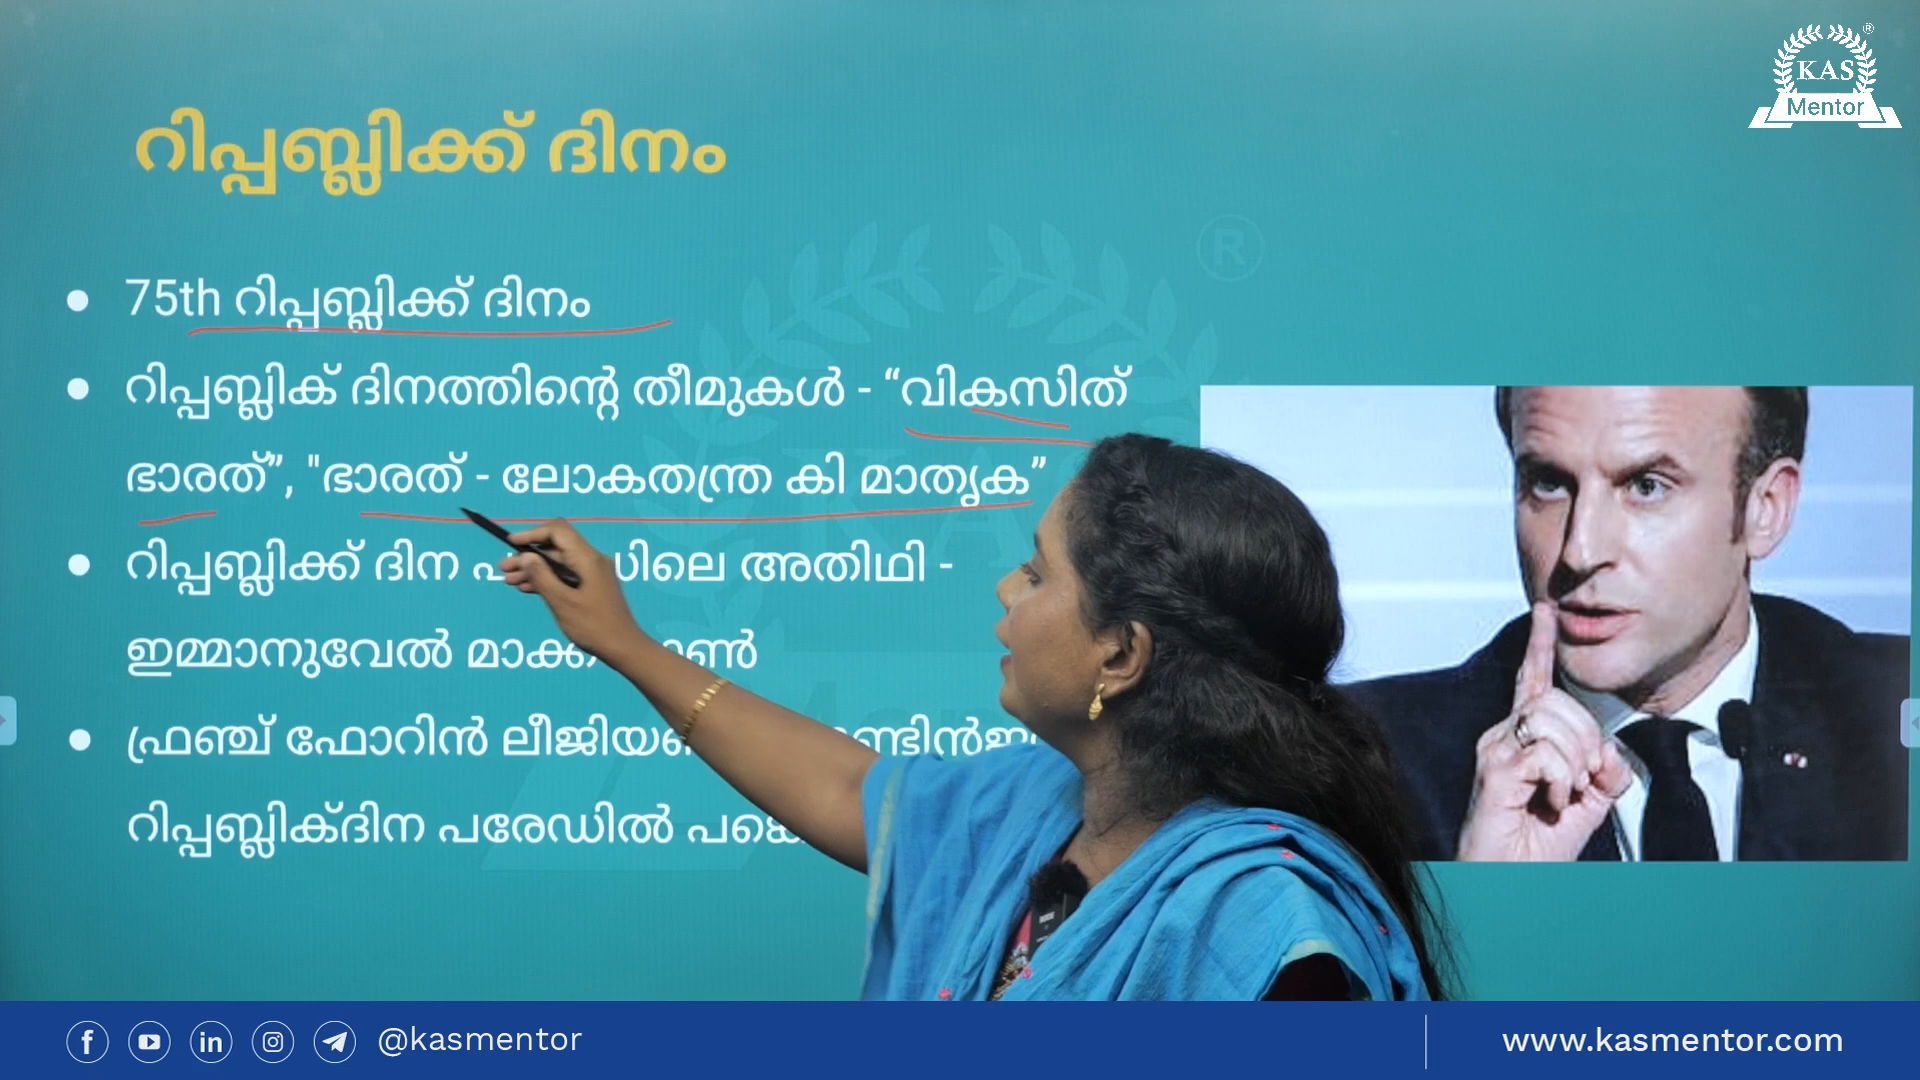 KAS
Mentor
®
റിപ്പബ്ലിക്ക് ദിനം
75th റിപ്പബ്ലിക്ക് ദിനം
റിപ്പബ്ലിക് ദിനത്തിന്റെ തീമുകൾ - “വികസിത്
ഭാരത്”, "ഭാരത് - ലോകതന്ത്ര കി മാതൃക”
റിപ്പബ്ലിക്ക് ദിന അതിഥി -
ഇമ്മാനുവേൽ
ഫ്രഞ്ച് ഫോറിൻ
റിപ്പബ്ലിക്ദിന പരേഡിൽ
@kasmentor
www.kasmentor.com